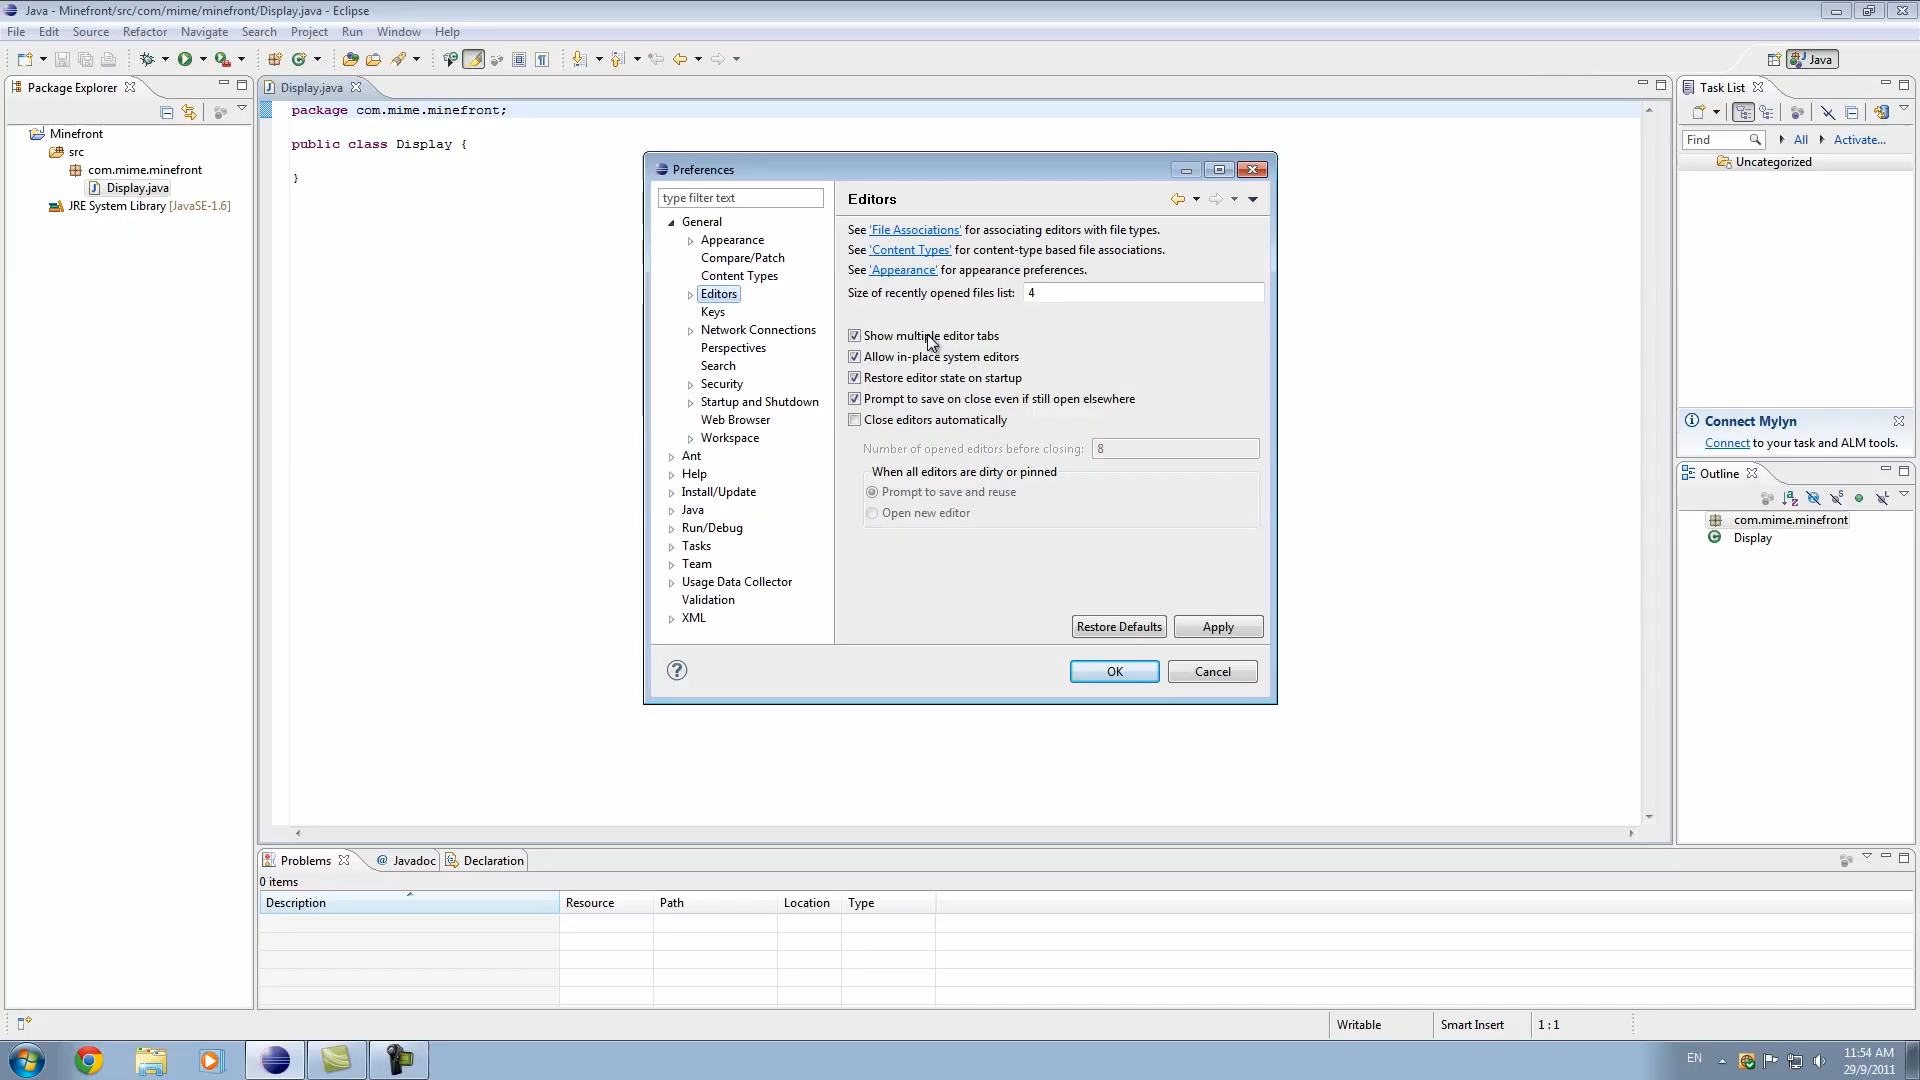 Java - Minefront/src/com/mime/minefront/Display.java - Eclipse
File Edit Source Refactor Navigate Search Project Run Window Help
Java
Package Explorer
Minefront
src
com.mime.minefront
Display.java
JRE System Library [JavaSE-1.6]
Display.java
package com.mime.minefront;
public class Display {
}
Preferences
type filter text
General
Appearance
Compare/Patch
Content Types
Editors
Keys
Network Connections
Perspectives
Search
Security
Startup and Shutdown
Web Browser
Workspace
Ant
Help
Install/Update
Java
Run/Debug
Tasks
Team
Usage Data Collector
Validation
XML
Editors
See 'File Associations' for associating editors with file types.
See 'Content Types' for content-type based file associations.
See 'Appearance' for appearance preferences.
Size of recently opened files list: 4
Show multiple editor tabs
Allow in-place system editors
Restore editor state on startup
Prompt to save on close even if still open elsewhere
Close editors automatically
Number of opened editors before closing: 8
When all editors are dirty or pinned
Prompt to save and reuse
Open new editor
Restore Defaults Apply
OK Cancel
Task List
Find All Activate...
Uncategorized
Connect Mylyn
Connect to your task and ALM tools.
Outline
com.mime.minefront
Display
Problems @ Javadoc Declaration
0 items
Description Resource Path Location Type
Writable Smart Insert 1 : 1
EN 11:54 AM
29/9/2011